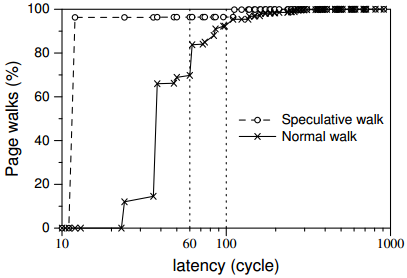 100
80
60
40
20
0
Page walks (%)
Speculative walk
Normal walk
10
60
100
1000
latency (cycle)